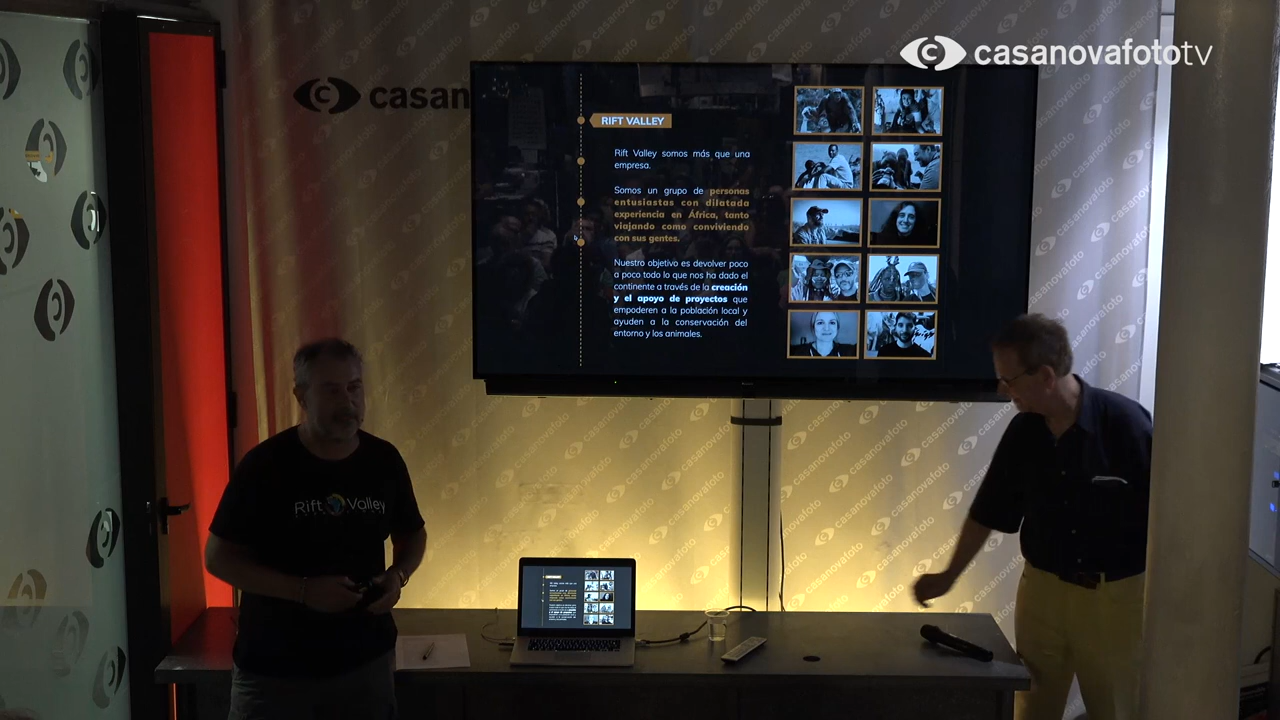 casanovafototv
casan
RIFT VALLEY
Rift Valley somos más que una
empresa.
Somos un grupo de personas
entusiastas con dilatada
experiencia en África, tanto
viajando como conviviendo
con sus gentes.
Nuestro objetivo es devolver poco
a poco todo lo que nos ha dado el
continente a través de la creación
y el apoyo de proyectos que
empoderen a la población local y
ayuden a la conservación del
entorno y los animales.
Rift Valley
casanovafoto